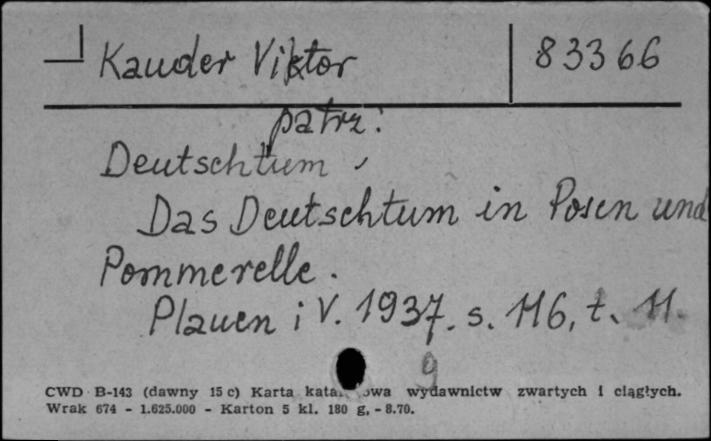 Kauder Viktor 83366
patrz:
Deutschtum,
Das Deutschtum in Posen und
Pommerelle.
Plauen i V. 1937. s. 116, t. 11.
9
CWD B-143 (dawny 15 c) Karta wydawnictw zwartych i ciągłych.
Wrak 674 - 1.625.000 - Karton 5 kl. 180 g, - 8.70.